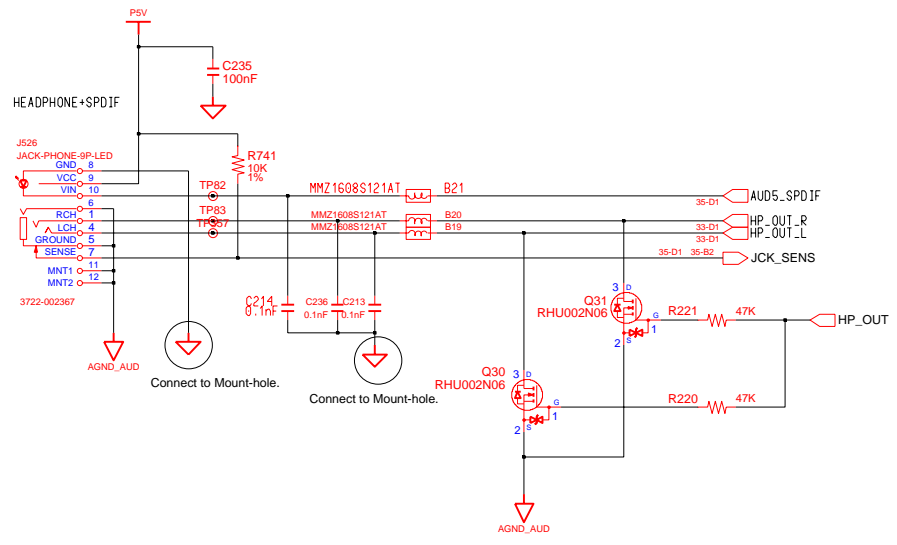 P5V
C235
100nF
HEADPHONE+SPDIF
J526
JACK-PHONE-9P-LED
GND 8
VCC 9
VIN 10
6
RCH 1
LCH 4
GROUND 5
SENSE 7
MNT1 11
MNT2 12
3722-002367
R741
10K
1%
TP82
TP83
MMZ1608S121AT B21
MMZ1608S121AT B20
MMZ1608S121AT B19
AUD5_SPDIF
35-D1
HP_OUT_R
33-D1
HP_OUT_L
33-D1
35-D1 35-B2
JCK_SENS
C214
0.1nF
C236
0.1nF
C213
0.1nF
Q31
RHU002N06
3 D
G
1
2 S
R221 47K
HP_OUT
AGND_AUD
Connect to Mount-hole.
Connect to Mount-hole.
Q30
RHU002N06
3 D
G
1
2 S
R220 47K
AGND_AUD